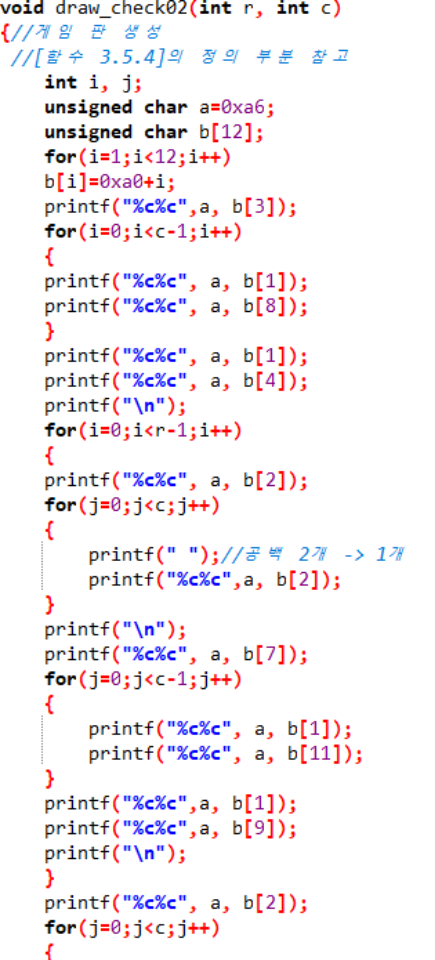 void draw_check02(int r, int c)
{//게임 판 생성
//[함수 3.5.4]의 정의 부분 참고
int i, j;
unsigned char a=0xa6;
unsigned char b[12];
for(i=1;i<12;i++)
b[i]=0xa0+i;
printf("%c%c",a, b[3]);
for(i=0;i<c-1;i++)
{
printf("%c%c", a, b[1]);
printf("%c%c", a, b[8]);
}
printf("%c%c", a, b[1]);
printf("%c%c", a, b[4]);
printf("\n");
for(i=0;i<r-1;i++)
{
printf("%c%c", a, b[2]);
for(j=0;j<c;j++)
{
printf(" ");//공백 2개 -> 1개
printf("%c%c",a, b[2]);
}
printf("\n");
printf("%c%c", a, b[7]);
for(j=0;j<c-1;j++)
{
printf("%c%c", a, b[1]);
printf("%c%c", a, b[11]);
}
printf("%c%c",a, b[1]);
printf("%c%c",a, b[9]);
printf("\n");
}
printf("%c%c", a, b[2]);
for(j=0;j<c;j++)
{